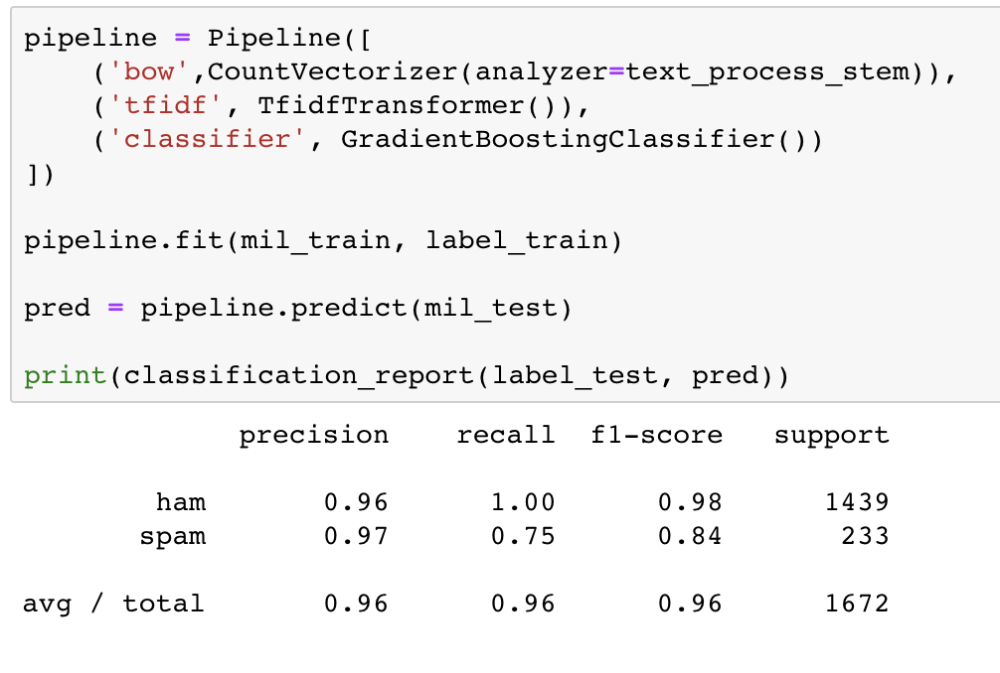 pipeline = Pipeline([
    ('bow',CountVectorizer(analyzer=text_process_stem)),
    ('tfidf', TfidfTransformer()),
    ('classifier', GradientBoostingClassifier())
])
pipeline.fit(mil_train, label_train)
pred = pipeline.predict(mil_test)
print(classification_report(label_test, pred))
             precision    recall  f1-score   support
        ham       0.96      1.00      0.98      1439
       spam       0.97      0.75      0.84       233
avg / total       0.96      0.96      0.96      1672